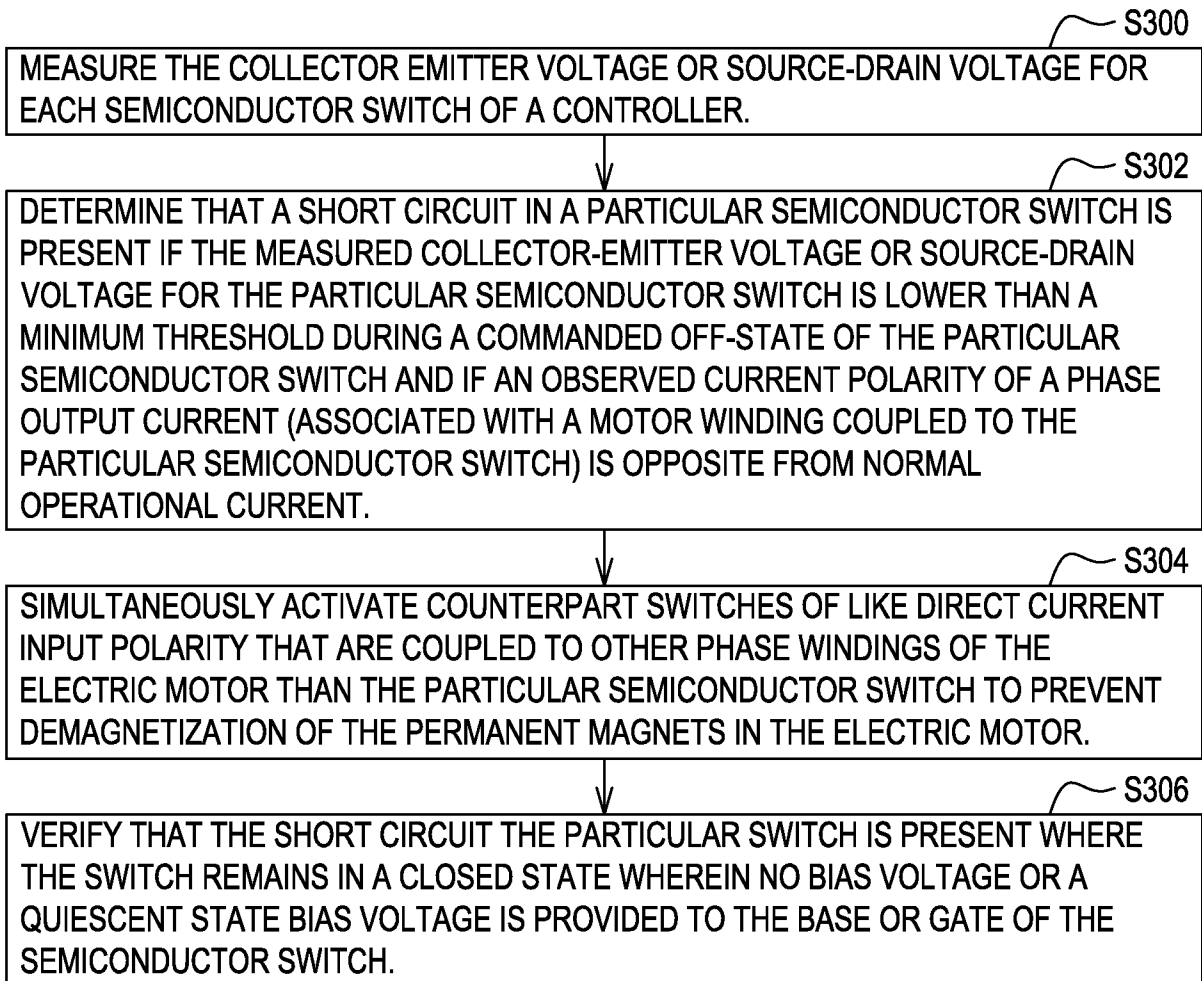 S300
MEASURE THE COLLECTOR EMITTER VOLTAGE OR SOURCE-DRAIN VOLTAGE FOR
EACH SEMICONDUCTOR SWITCH OF A CONTROLLER.
S302
DETERMINE THAT A SHORT CIRCUIT IN A PARTICULAR SEMICONDUCTOR SWITCH IS
PRESENT IF THE MEASURED COLLECTOR-EMITTER VOLTAGE OR SOURCE-DRAIN
VOLTAGE FOR THE PARTICULAR SEMICONDUCTOR SWITCH IS LOWER THAN A
MINIMUM THRESHOLD DURING A COMMANDED OFF-STATE OF THE PARTICULAR
SEMICONDUCTOR SWITCH AND IF AN OBSERVED CURRENT POLARITY OF A PHASE
OUTPUT CURRENT (ASSOCIATED WITH A MOTOR WINDING COUPLED TO THE
PARTICULAR SEMICONDUCTOR SWITCH) IS OPPOSITE FROM NORMAL
OPERATIONAL CURRENT.
S304
SIMULTANEOUSLY ACTIVATE COUNTERPART SWITCHES OF LIKE DIRECT CURRENT
INPUT POLARITY THAT ARE COUPLED TO OTHER PHASE WINDINGS OF THE
ELECTRIC MOTOR THAN THE PARTICULAR SEMICONDUCTOR SWITCH TO PREVENT
DEMAGNETIZATION OF THE PERMANENT MAGNETS IN THE ELECTRIC MOTOR.
S306
VERIFY THAT THE SHORT CIRCUIT THE PARTICULAR SWITCH IS PRESENT WHERE
THE SWITCH REMAINS IN A CLOSED STATE WHEREIN NO BIAS VOLTAGE OR A
QUIESCENT STATE BIAS VOLTAGE IS PROVIDED TO THE BASE OR GATE OF THE
SEMICONDUCTOR SWITCH.